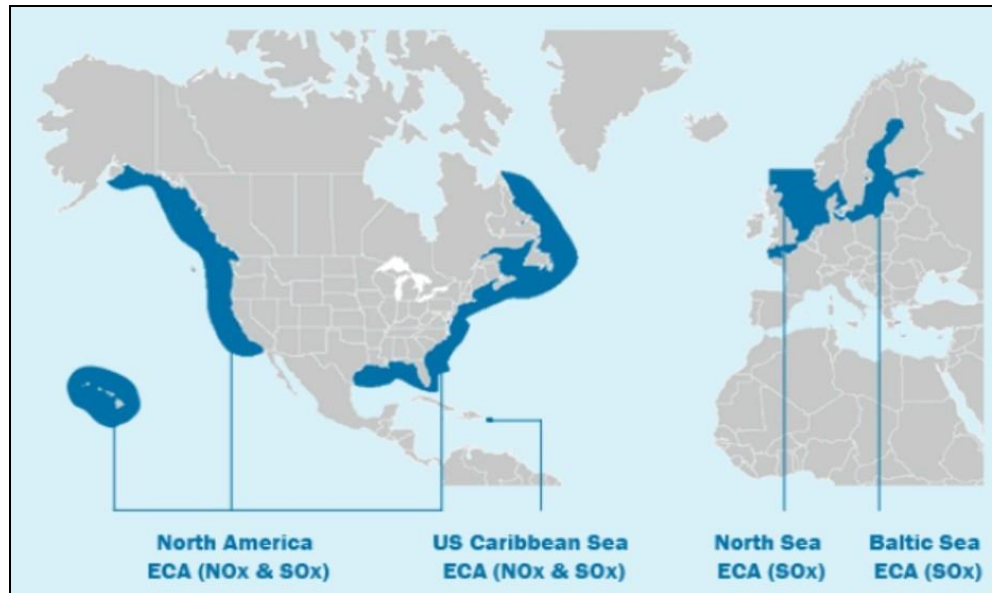 North America
ECA (NOx & SOx)
US Caribbean Sea
ECA (NOx & SOx)
North Sea
ECA (SOx)
Baltic Sea
ECA (SOx)